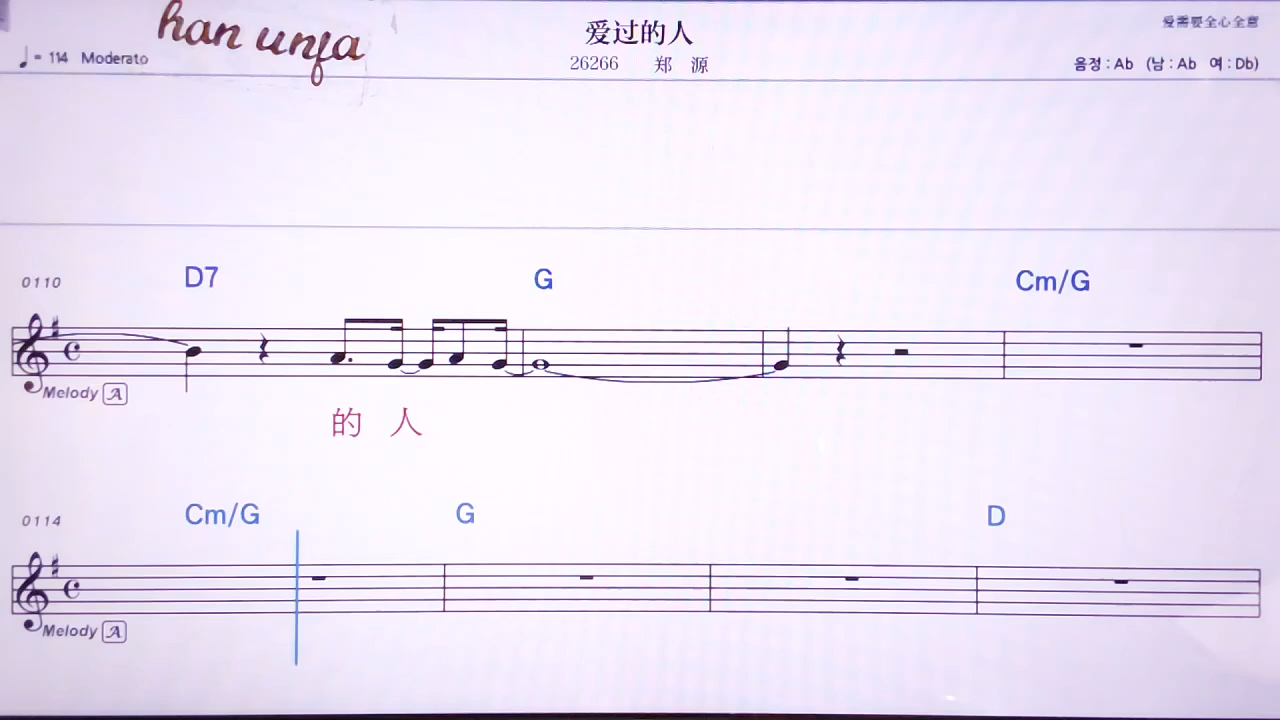 han unja
爱过的人
爱需要全心全意
♩= 114 Moderato
26266 郑 源
음정 : Ab (남 : Ab 여 : Db)
0110 D7 G Cm/G
Melody A
的 人
0114 Cm/G G D
Melody A